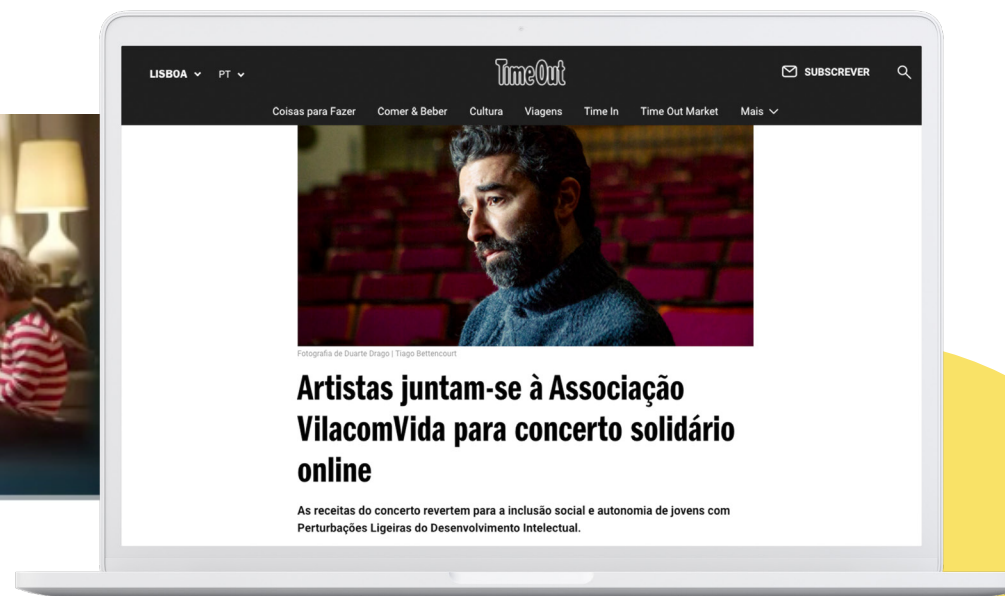 LISBOA PT TimeOut SUBSCREVER
Coisas para Fazer Comer & Beber Cultura Viagens Time In Time Out Market Mais
Fotografia de Duarte Drago | Tiago Bettencourt
Artistas juntam-se à Associação
VilacomVida para concerto solidário
online
As receitas do concerto revertem para a inclusão social e autonomia de jovens com
Perturbações Ligeiras do Desenvolvimento Intelectual.